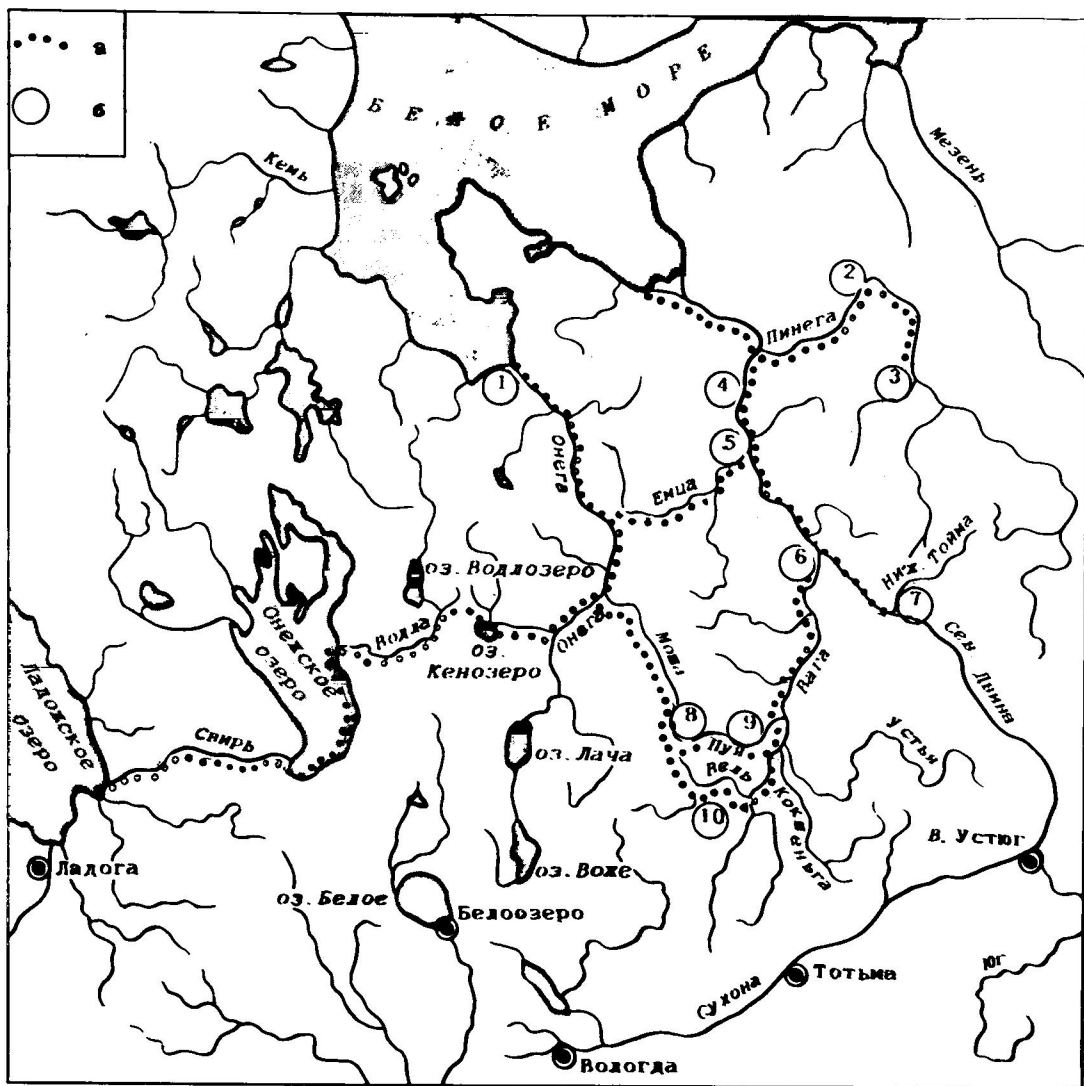 а
б
БЕЛОЕ МОРЕ
Кемь
Мезень
2
Пинега
3
1
4
5
Онега
Емца
6
Ниж. Тойма
7
оз. Водлозеро
Онежское
озеро
Водла
оз.
Кенозеро
Онега
Моша
Вага
Сев. Двина
Ладожское
озеро
Свирь
8
9
Пуя
Вель
Устья
оз. Лача
10
Кокшеньга
В. Устюг
Ладога
оз. Белое
оз. Воже
Белоозеро
Юг
Тотьма
Сухона
Вологда